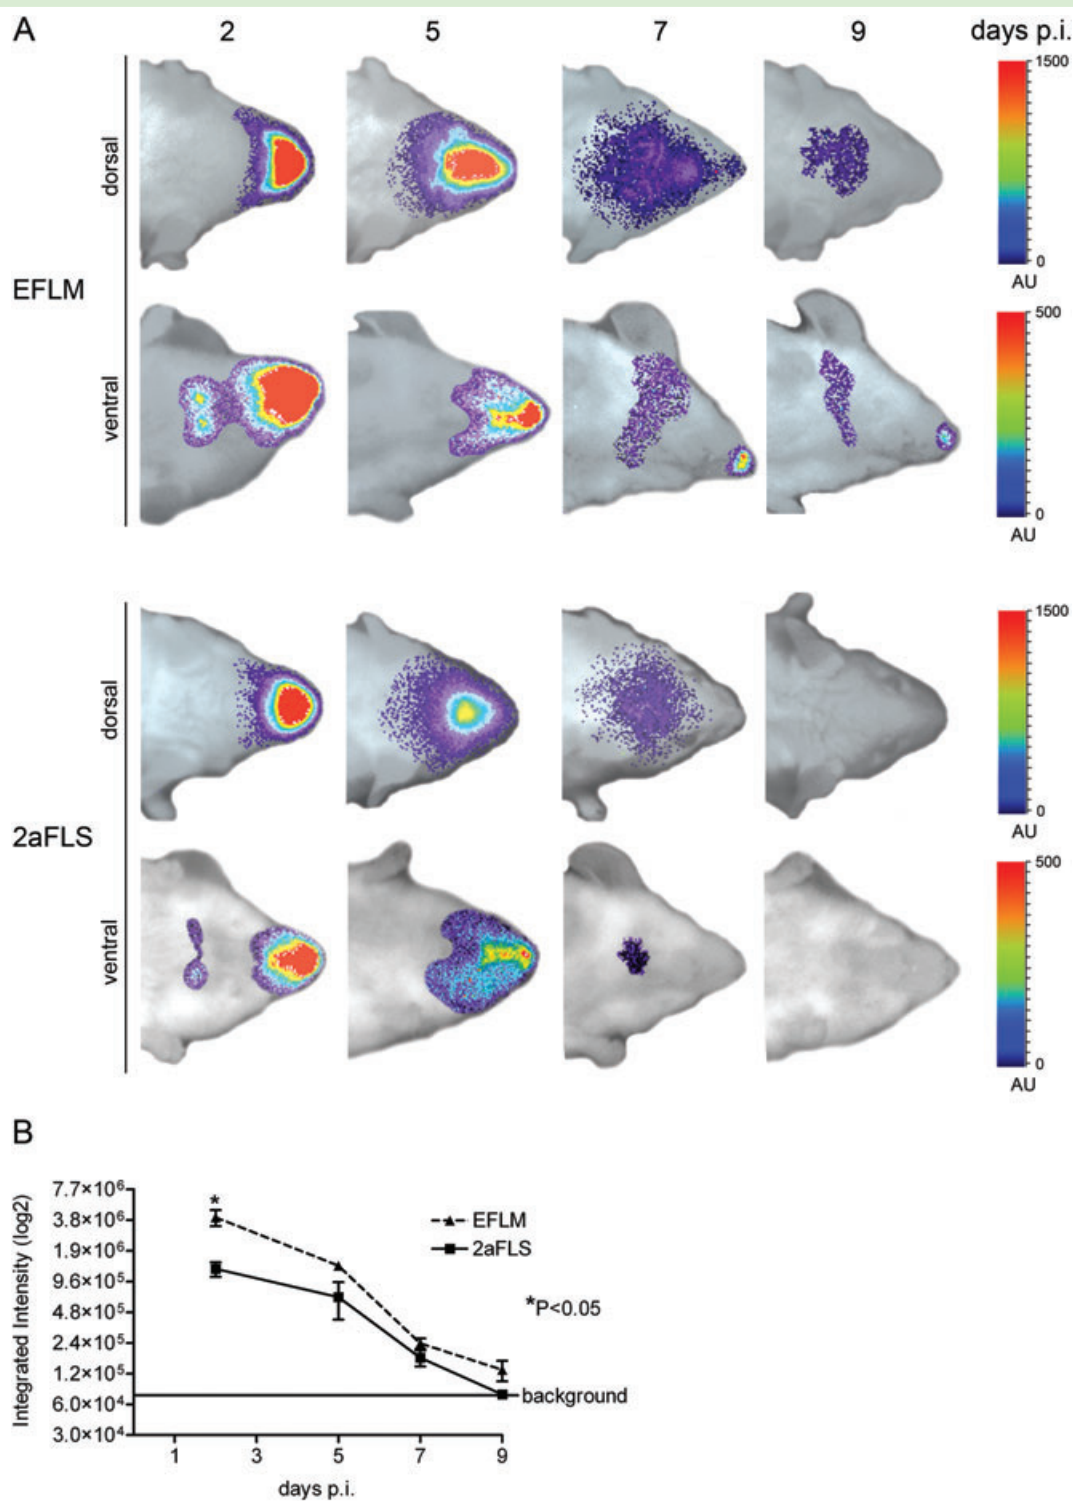 A
2 5 7 9 days p.i.
1500
dorsal
0
AU
EFLM
500
ventral
0
AU
1500
dorsal
0
AU
2aFLS
500
ventral
0
AU
B
Integrated Intensity (log2)
7.7×10⁶
3.8×10⁶
1.9×10⁶
9.6×10⁵
4.8×10⁵
2.4×10⁵
1.2×10⁵
6.0×10⁴
3.0×10⁴
*
EFLM
2aFLS
*P<0.05
background
1 3 5 7 9
days p.i.